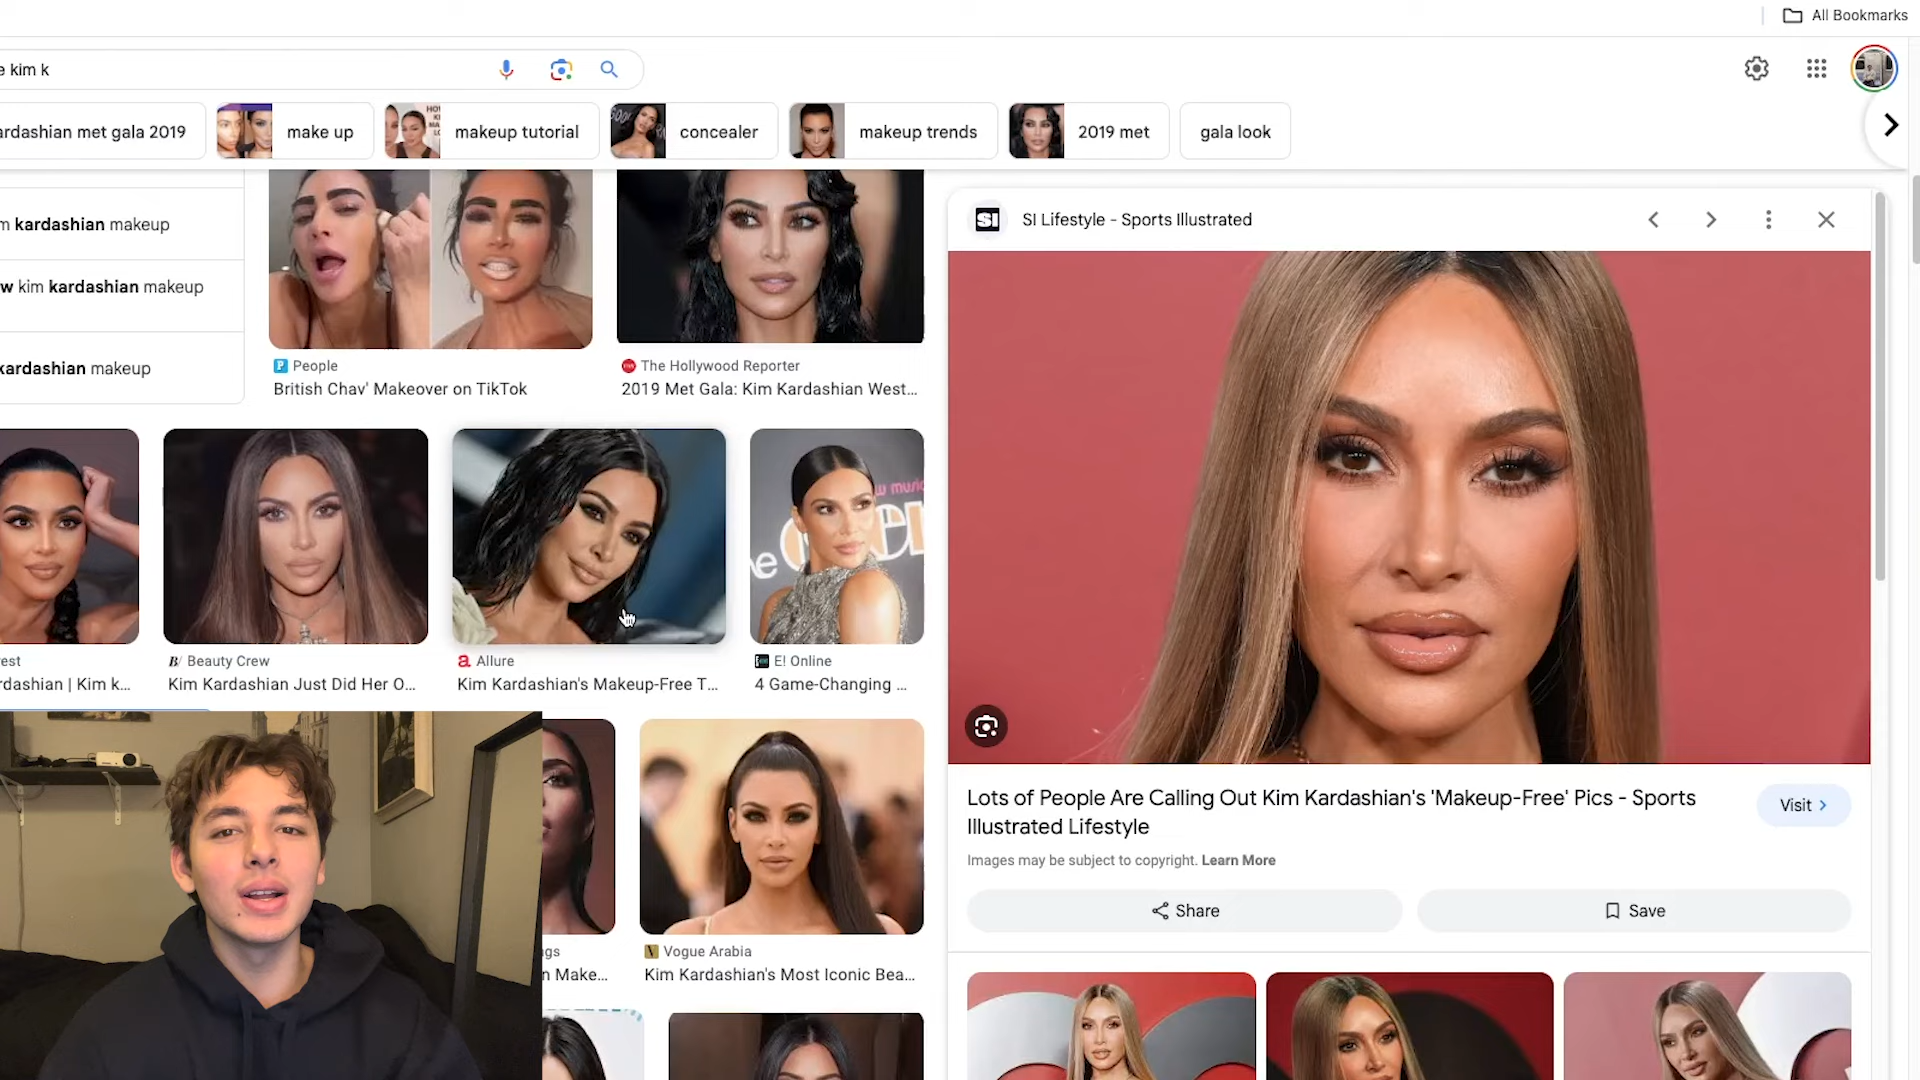 All Bookmarks
e kim k
ardashian met gala 2019
make up
makeup tutorial
concealer
makeup trends
2019 met
gala look
m kardashian makeup
w kim kardashian makeup
kardashian makeup
People
British Chav' Makeover on TikTok
The Hollywood Reporter
2019 Met Gala: Kim Kardashian West...
SI
SI Lifestyle - Sports Illustrated
est
rdashian | Kim k...
B/ Beauty Crew
Kim Kardashian Just Did Her O...
a Allure
Kim Kardashian's Makeup-Free T...
E! Online
4 Game-Changing ...
gs
n Make...
V Vogue Arabia
Kim Kardashian's Most Iconic Bea...
Lots of People Are Calling Out Kim Kardashian's 'Makeup-Free' Pics - Sports
Illustrated Lifestyle
Visit
Images may be subject to copyright. Learn More
Share
Save